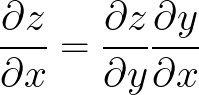 ∂z/∂x = ∂z/∂y ∂y/∂x